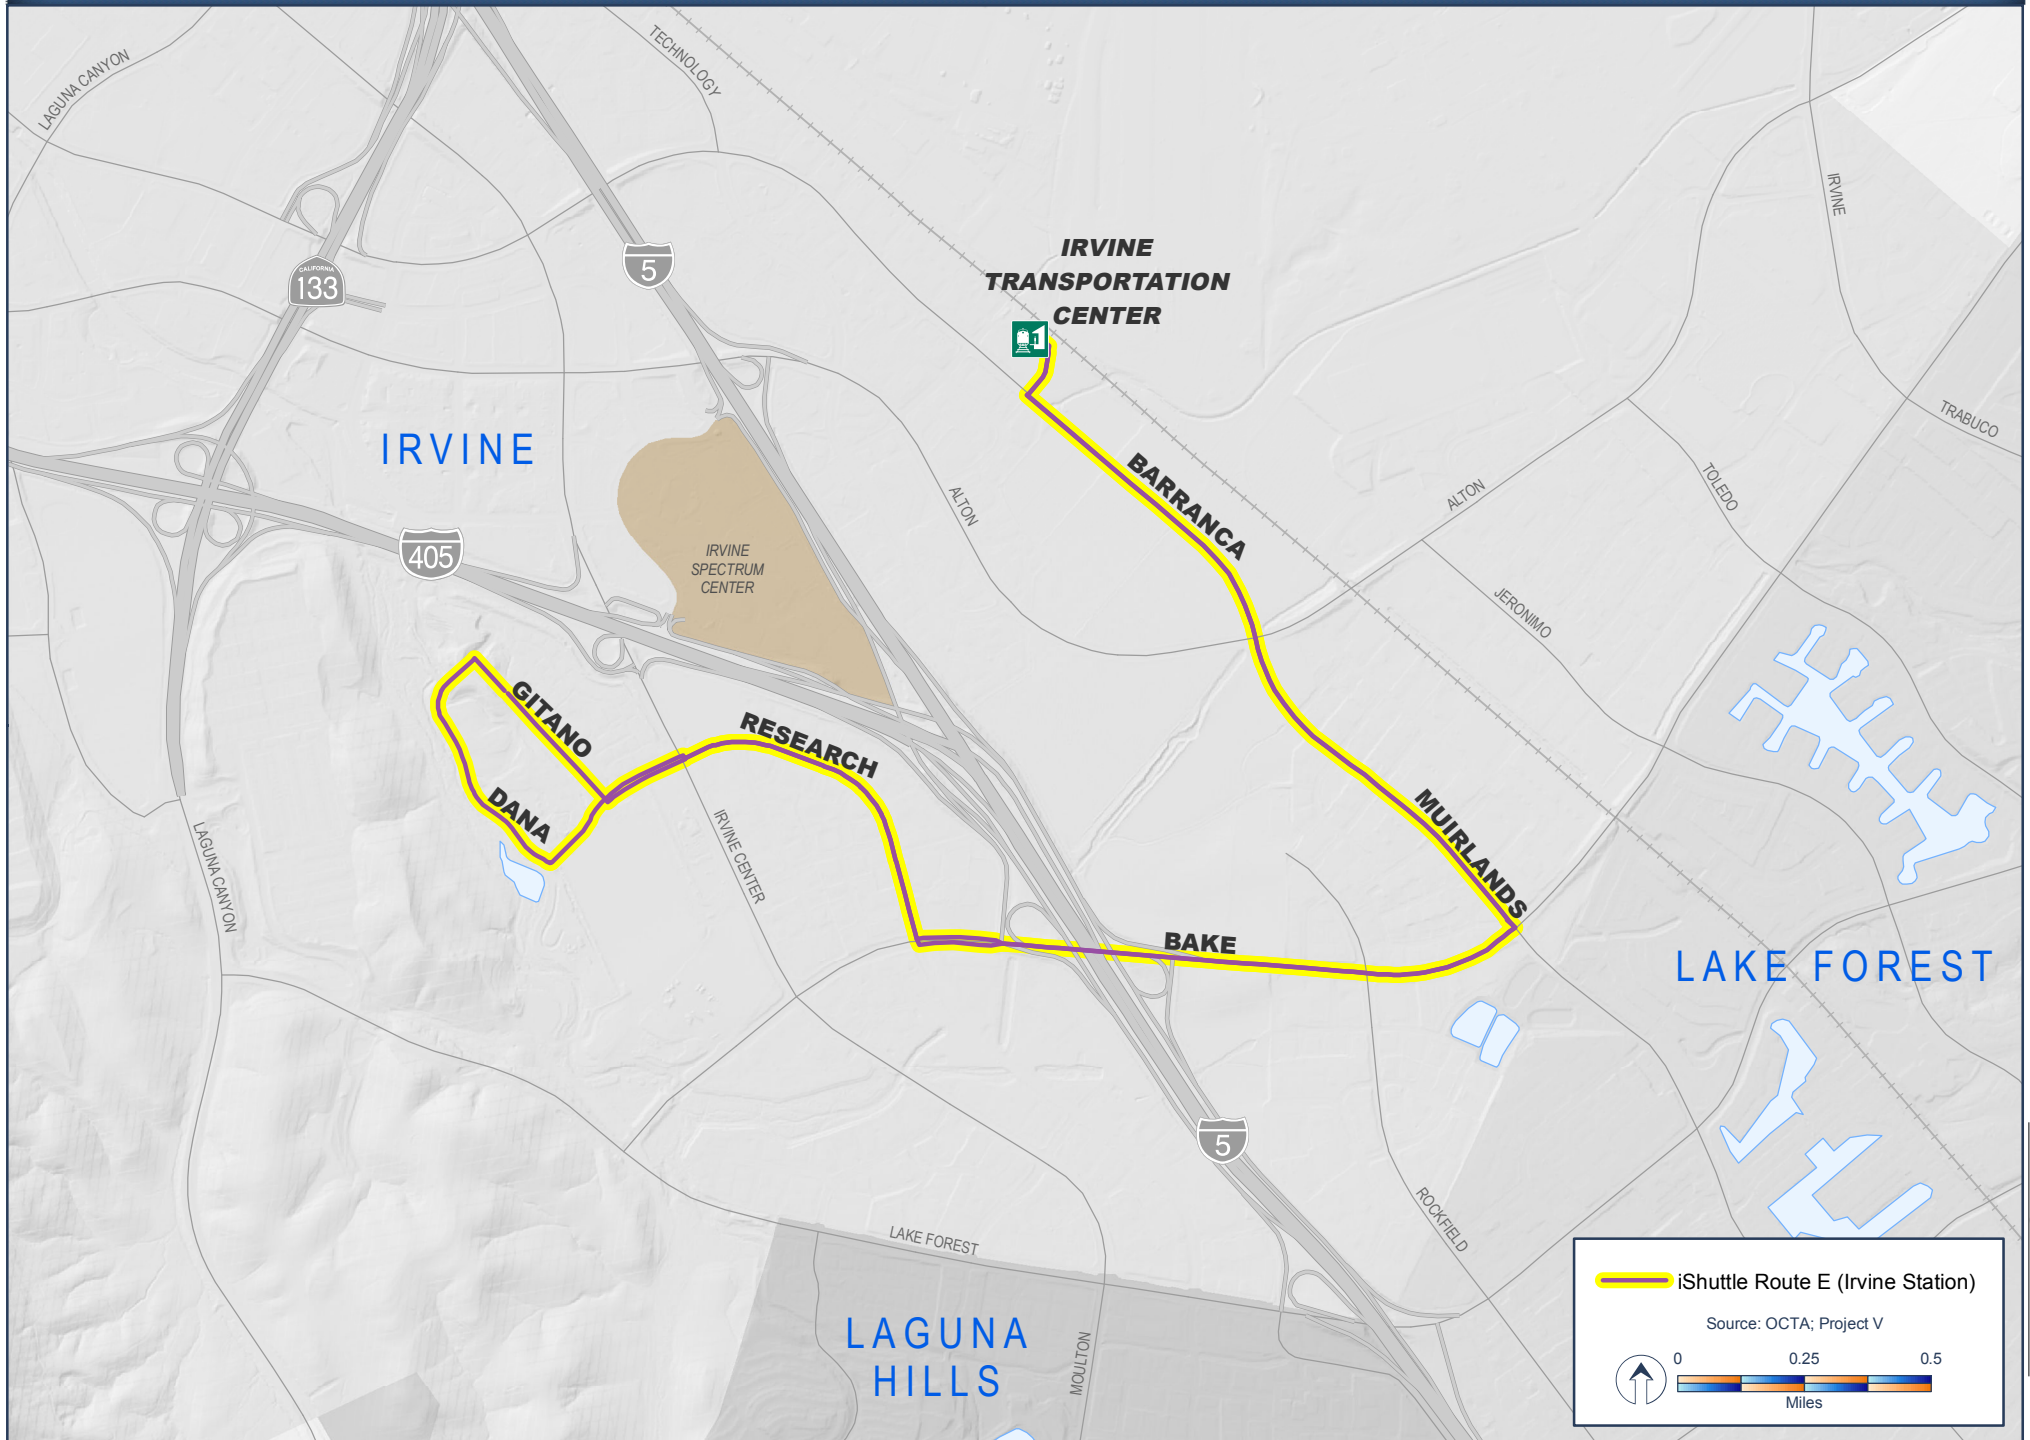 LAGUNA CANYON
TECHNOLOGY
IRVINE
CALIFORNIA
133
5
IRVINE
TRANSPORTATION
CENTER
IRVINE
TRABUCO
TOLEDO
ALTON
ALTON
BARRANCA
405
IRVINE
SPECTRUM
CENTER
JERONIMO
GITANO
RESEARCH
DANA
MUIRLANDS
IRVINE CENTER
LAGUNA CANYON
BAKE
LAKE FOREST
5
ROCKFIELD
LAKE FOREST
LAGUNA
HILLS
MOULTON
iShuttle Route E (Irvine Station)
Source: OCTA; Project V
0 0.25 0.5
Miles